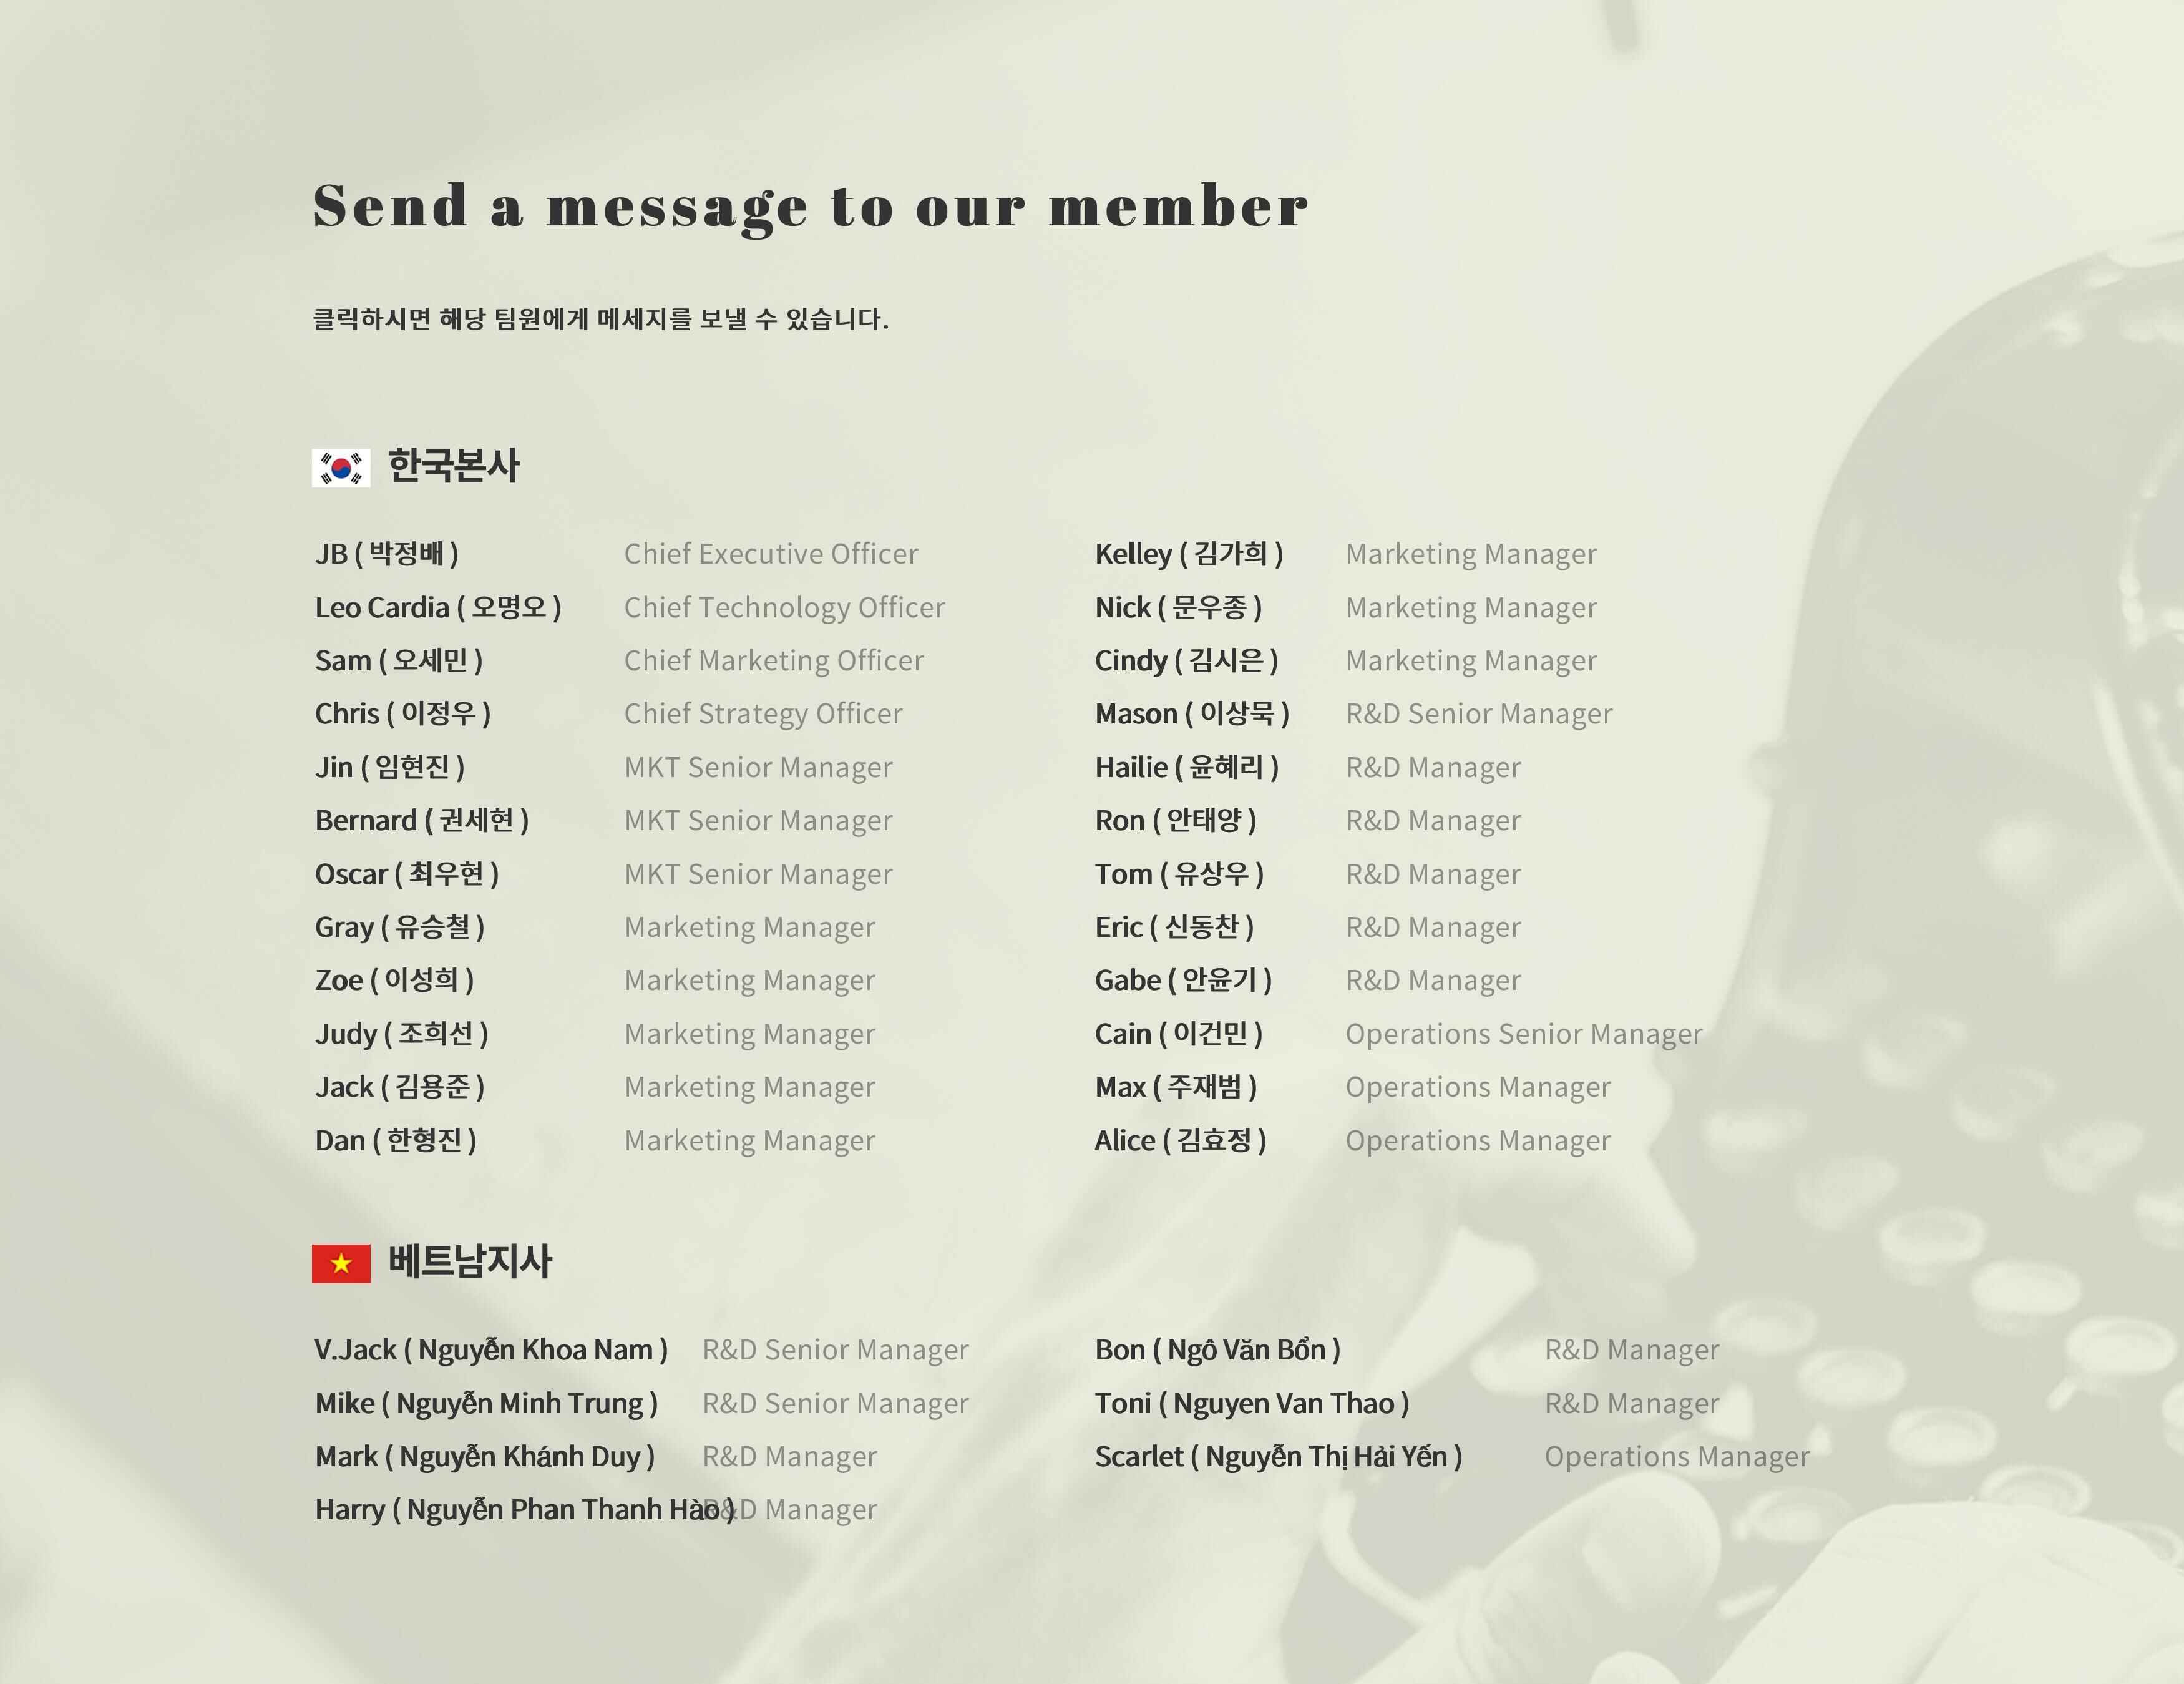 Send a message to our member
클릭하시면 해당 팀원에게 메세지를 보낼 수 있습니다.
한국본사
JB ( 박정배 ) Chief Executive Officer
Leo Cardia ( 오명오 ) Chief Technology Officer
Sam ( 오세민 ) Chief Marketing Officer
Chris ( 이정우 ) Chief Strategy Officer
Jin ( 임현진 ) MKT Senior Manager
Bernard ( 권세현 ) MKT Senior Manager
Oscar ( 최우현 ) MKT Senior Manager
Gray ( 유승철 ) Marketing Manager
Zoe ( 이성희 ) Marketing Manager
Judy ( 조희선 ) Marketing Manager
Jack ( 김용준 ) Marketing Manager
Dan ( 한형진 ) Marketing Manager
Kelley ( 김가희 ) Marketing Manager
Nick ( 문우종 ) Marketing Manager
Cindy ( 김시은 ) Marketing Manager
Mason ( 이상묵 ) R&D Senior Manager
Hailie ( 윤혜리 ) R&D Manager
Ron ( 안태양 ) R&D Manager
Tom ( 유상우 ) R&D Manager
Eric ( 신동찬 ) R&D Manager
Gabe ( 안윤기 ) R&D Manager
Cain ( 이건민 ) Operations Senior Manager
Max ( 주재범 ) Operations Manager
Alice ( 김효정 ) Operations Manager
베트남지사
V.Jack ( Nguyễn Khoa Nam ) R&D Senior Manager
Mike ( Nguyễn Minh Trung ) R&D Senior Manager
Mark ( Nguyễn Khánh Duy ) R&D Manager
Harry ( Nguyễn Phan Thanh Hào ) R&D Manager
Bon ( Ngô Văn Bổn ) R&D Manager
Toni ( Nguyen Van Thao ) R&D Manager
Scarlet ( Nguyễn Thị Hải Yến ) Operations Manager